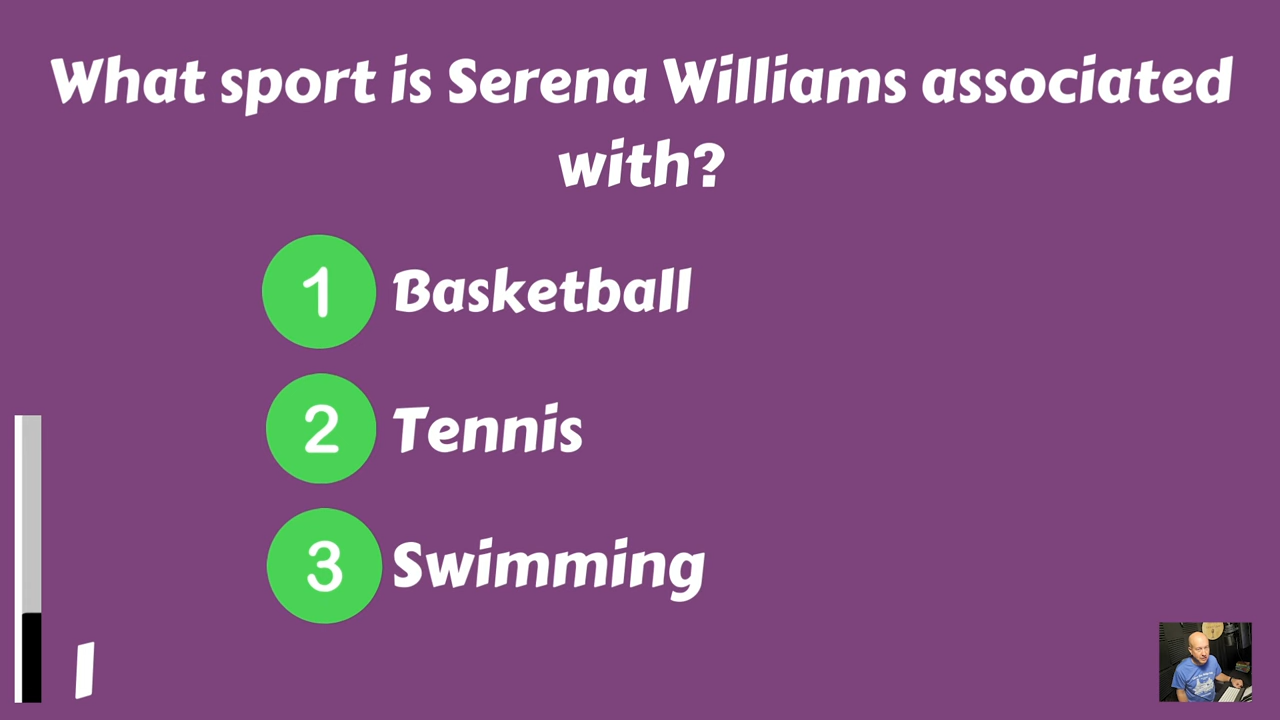 What sport is Serena Williams associated
with?
1 Basketball
2 Tennis
3 Swimming
1